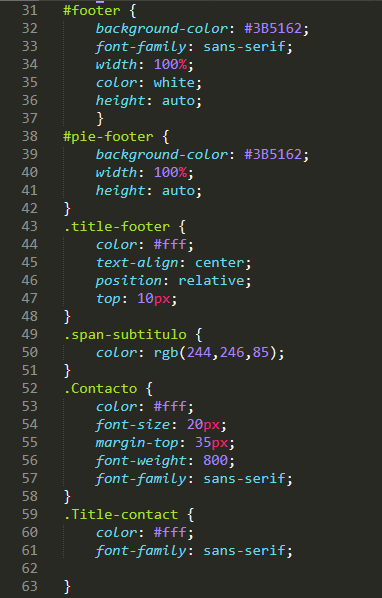 31 #footer {
32     background-color: #3B5162;
33     font-family: sans-serif;
34     width: 100%;
35     color: white;
36     height: auto;
37     }
38 #pie-footer {
39     background-color: #3B5162;
40     width: 100%;
41     height: auto;
42 }
43 .title-footer {
44     color: #fff;
45     text-align: center;
46     position: relative;
47     top: 10px;
48 }
49 .span-subtitulo {
50     color: rgb(244,246,85);
51 }
52 .Contacto {
53     color: #fff;
54     font-size: 20px;
55     margin-top: 35px;
56     font-weight: 800;
57     font-family: sans-serif;
58 }
59 .Title-contact {
60     color: #fff;
61     font-family: sans-serif;
62
63 }